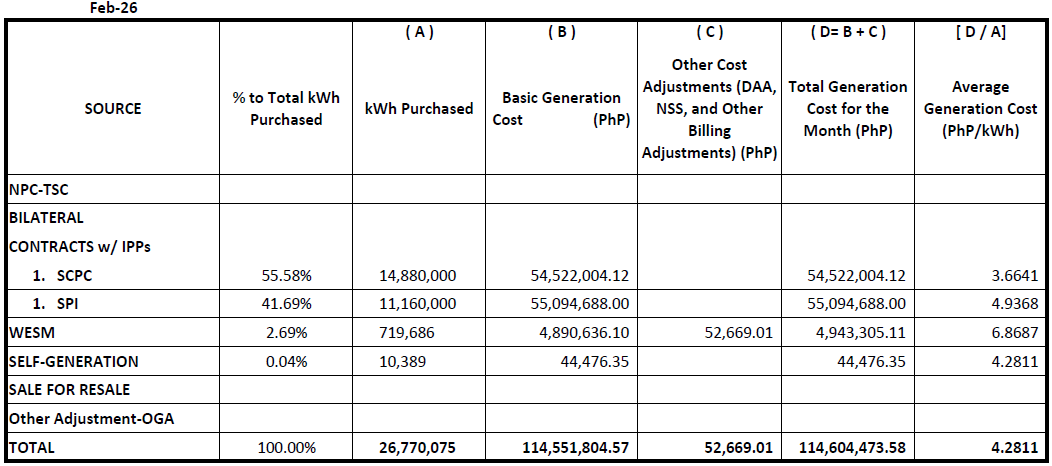 Feb-26
( A ) ( B ) ( C ) ( D= B + C ) [ D / A]
SOURCE % to Total kWh Purchased kWh Purchased Basic Generation Cost (PhP) Other Cost Adjustments (DAA, NSS, and Other Billing Adjustments) (PhP) Total Generation Cost for the Month (PhP) Average Generation Cost (PhP/kWh)
NPC-TSC
BILATERAL
CONTRACTS w/ IPPs
1. SCPC 55.58% 14,880,000 54,522,004.12 54,522,004.12 3.6641
1. SPI 41.69% 11,160,000 55,094,688.00 55,094,688.00 4.9368
WESM 2.69% 719,686 4,890,636.10 52,669.01 4,943,305.11 6.8687
SELF-GENERATION 0.04% 10,389 44,476.35 44,476.35 4.2811
SALE FOR RESALE
Other Adjustment-OGA
TOTAL 100.00% 26,770,075 114,551,804.57 52,669.01 114,604,473.58 4.2811